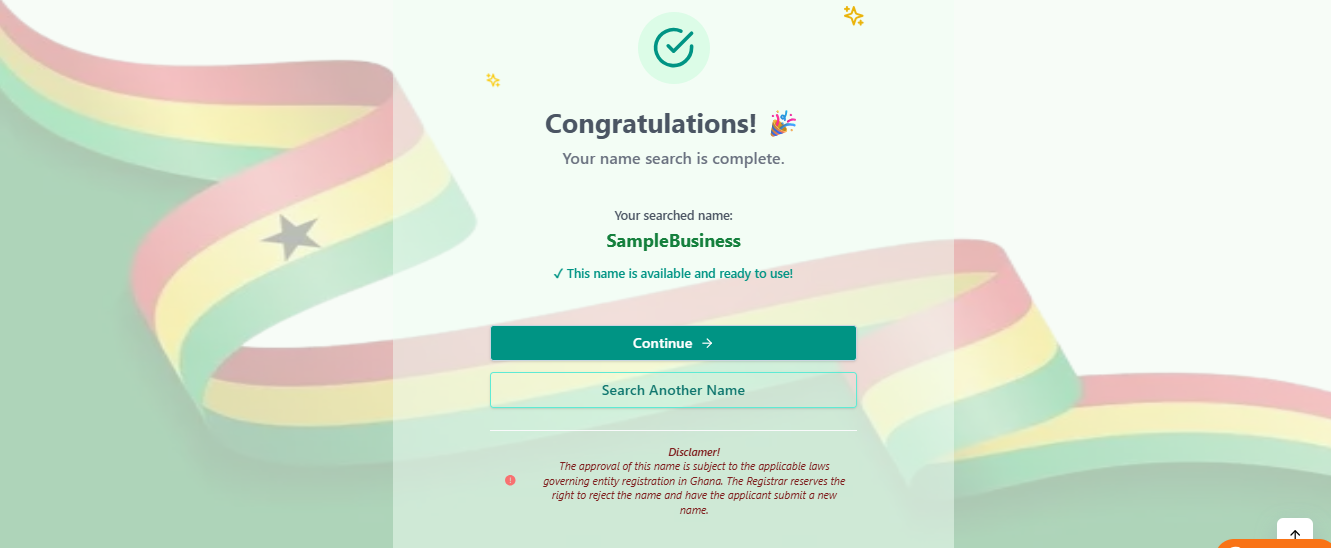 Congratulations! 🎉
Your name search is complete.
Your searched name:
SampleBusiness
✓ This name is available and ready to use!
Continue →
Search Another Name
Disclamer!
The approval of this name is subject to the applicable laws
governing entity registration in Ghana. The Registrar reserves the
right to reject the name and have the applicant submit a new
name.